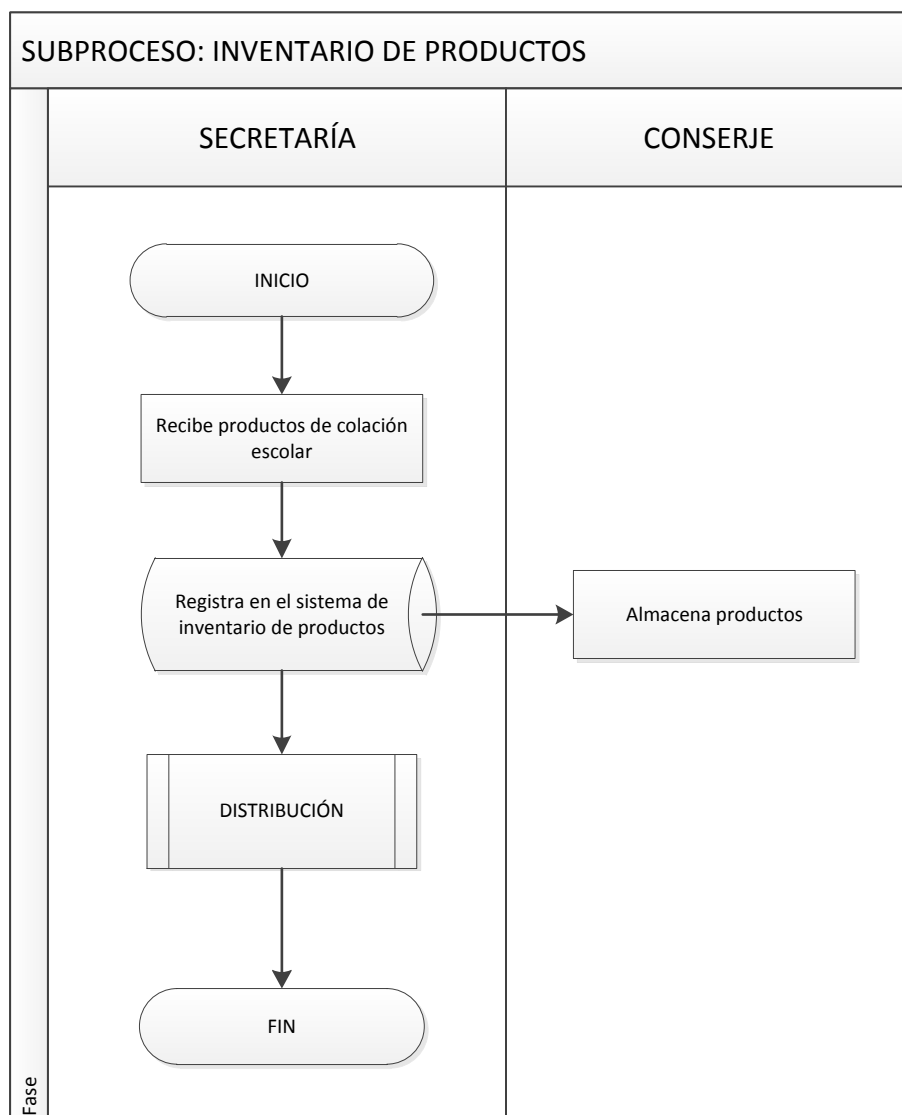 SUBPROCESO: INVENTARIO DE PRODUCTOS
SECRETARÍA
CONSERJE
INICIO
Recibe productos de colación
escolar
Registra en el sistema de
inventario de productos
Almacena productos
DISTRIBUCIÓN
FIN
Fase